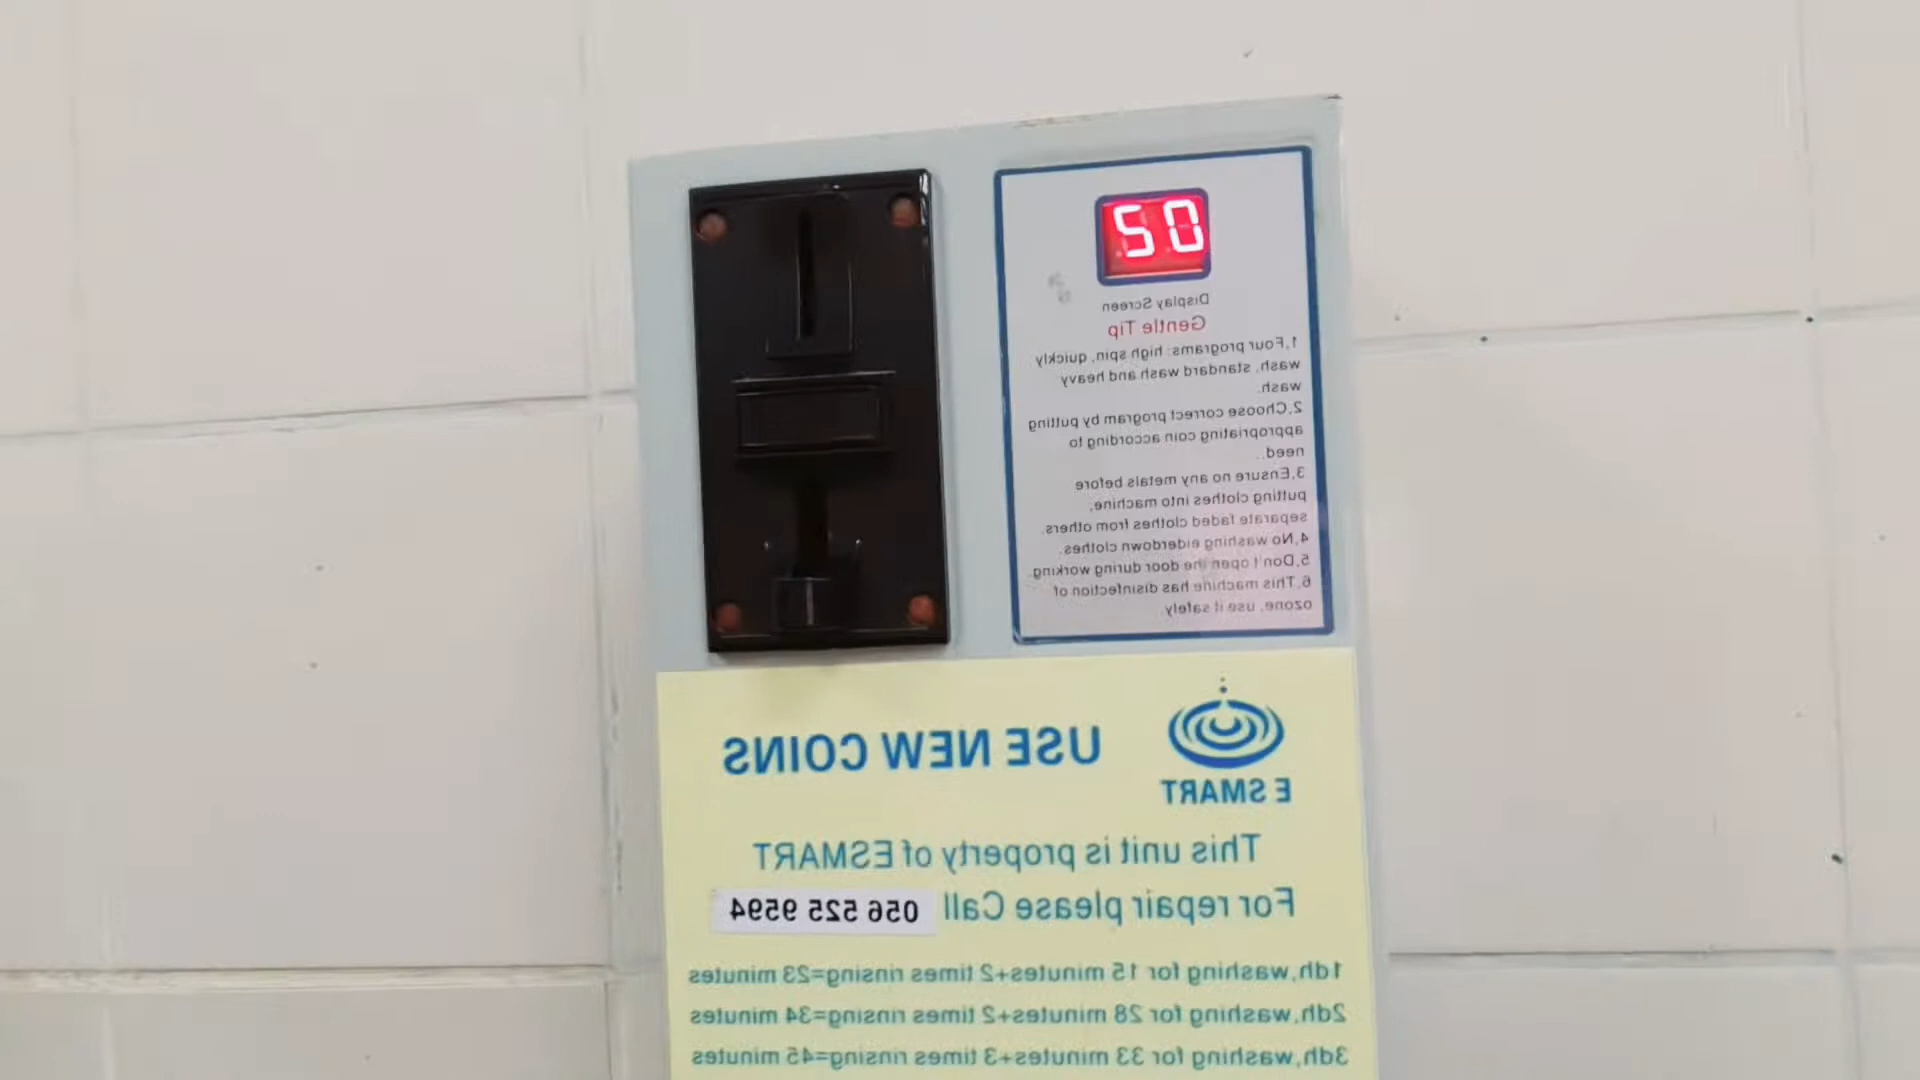 02
Display Screen
Gentle Tip
1.Four programs: high spin, quickly
wash, standard wash and heavy
wash.
2.Choose correct program by putting
appropriating coin according to
need.
3.Ensure no any metals before
putting clothes into machine,
separate faded clothes from others.
4.No washing eiderdown clothes.
5.Don't open the door during working
6.This machine has disinfection of
ozone, use it safely
E SMART
USE NEW COINS
This unit is property of ESMART
For repair please Call 056 525 9594
1dh,washing for 15 minutes+2 times rinsing=23 minutes
2dh,washing for 28 minutes+2 times rinsing=34 minutes
3dh,washing for 33 minutes+3 times rinsing=45 minutes